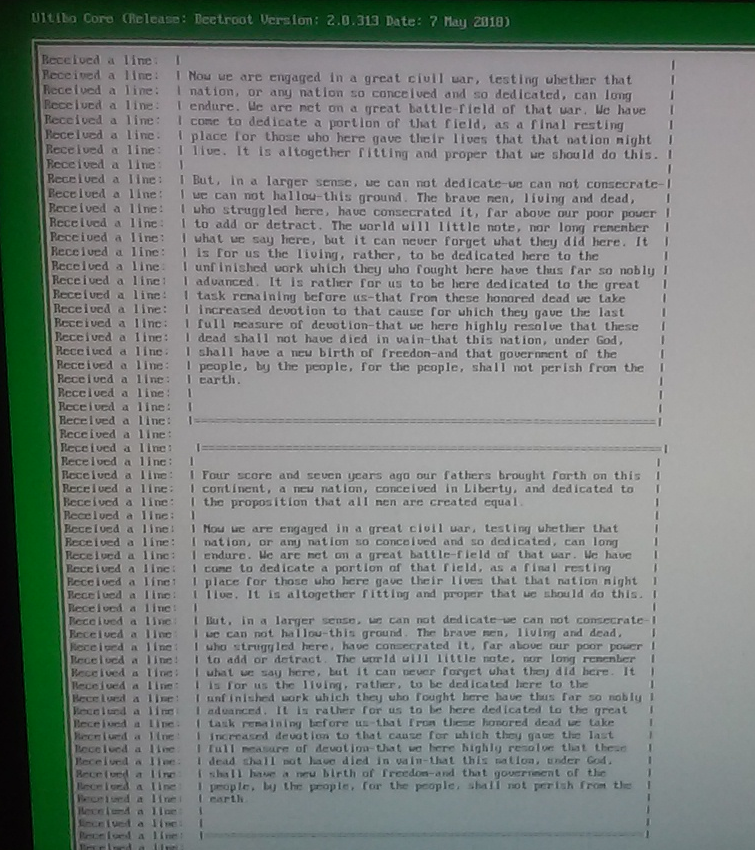 Ultibo Core (Release: Beetroot Version: 2.0.313 Date: 7 May 2018)
Received a line: |                                                                |
Received a line: | Now we are engaged in a great civil war, testing whether that |
Received a line: | nation, or any nation so conceived and so dedicated, can long |
Received a line: | endure. We are met on a great battle-field of that war. We have |
Received a line: | come to dedicate a portion of that field, as a final resting |
Received a line: | place for those who here gave their lives that that nation might |
Received a line: | live. It is altogether fitting and proper that we should do this. |
Received a line: | |
Received a line: | But, in a larger sense, we can not dedicate-we can not consecrate-|
Received a line: | we can not hallow-this ground. The brave men, living and dead, |
Received a line: | who struggled here, have consecrated it, far above our poor power |
Received a line: | to add or detract. The world will little note, nor long remember |
Received a line: | what we say here, but it can never forget what they did here. It |
Received a line: | is for us the living, rather, to be dedicated here to the |
Received a line: | unfinished work which they who fought here have thus far so nobly |
Received a line: | advanced. It is rather for us to be here dedicated to the great |
Received a line: | task remaining before us-that from these honored dead we take |
Received a line: | increased devotion to that cause for which they gave the last |
Received a line: | full measure of devotion-that we here highly resolve that these |
Received a line: | dead shall not have died in vain-that this nation, under God, |
Received a line: | shall have a new birth of freedom-and that government of the |
Received a line: | people, by the people, for the people, shall not perish from the |
Received a line: | earth. |
Received a line: | |
Received a line: | |
Received a line: |================================================================|
Received a line:
Received a line: |================================================================|
Received a line: | |
Received a line: | Four score and seven years ago our fathers brought forth on this |
Received a line: | continent, a new nation, conceived in Liberty, and dedicated to |
Received a line: | the proposition that all men are created equal. |
Received a line: | |
Received a line: | Now we are engaged in a great civil war, testing whether that |
Received a line: | nation, or any nation so conceived and so dedicated, can long |
Received a line: | endure. We are met on a great battle-field of that war. We have |
Received a line: | come to dedicate a portion of that field, as a final resting |
Received a line: | place for those who here gave their lives that that nation might |
Received a line: | live. It is altogether fitting and proper that we should do this. |
Received a line: | |
Received a line: | But, in a larger sense, we can not dedicate-we can not consecrate-|
Received a line: | we can not hallow-this ground. The brave men, living and dead, |
Received a line: | who struggled here, have consecrated it, far above our poor power |
Received a line: | to add or detract. The world will little note, nor long remember |
Received a line: | what we say here, but it can never forget what they did here. It |
Received a line: | is for us the living, rather, to be dedicated here to the |
Received a line: | unfinished work which they who fought here have thus far so nobly |
Received a line: | advanced. It is rather for us to be here dedicated to the great |
Received a line: | task remaining before us-that from these honored dead we take |
Received a line: | increased devotion to that cause for which they gave the last |
Received a line: | full measure of devotion-that we here highly resolve that these |
Received a line: | dead shall not have died in vain-that this nation, under God, |
Received a line: | shall have a new birth of freedom-and that government of the |
Received a line: | people, by the people, for the people, shall not perish from the |
Received a line: | earth. |
Received a line: | |
Received a line: | |
Received a line: |================================================================|
Received a line: